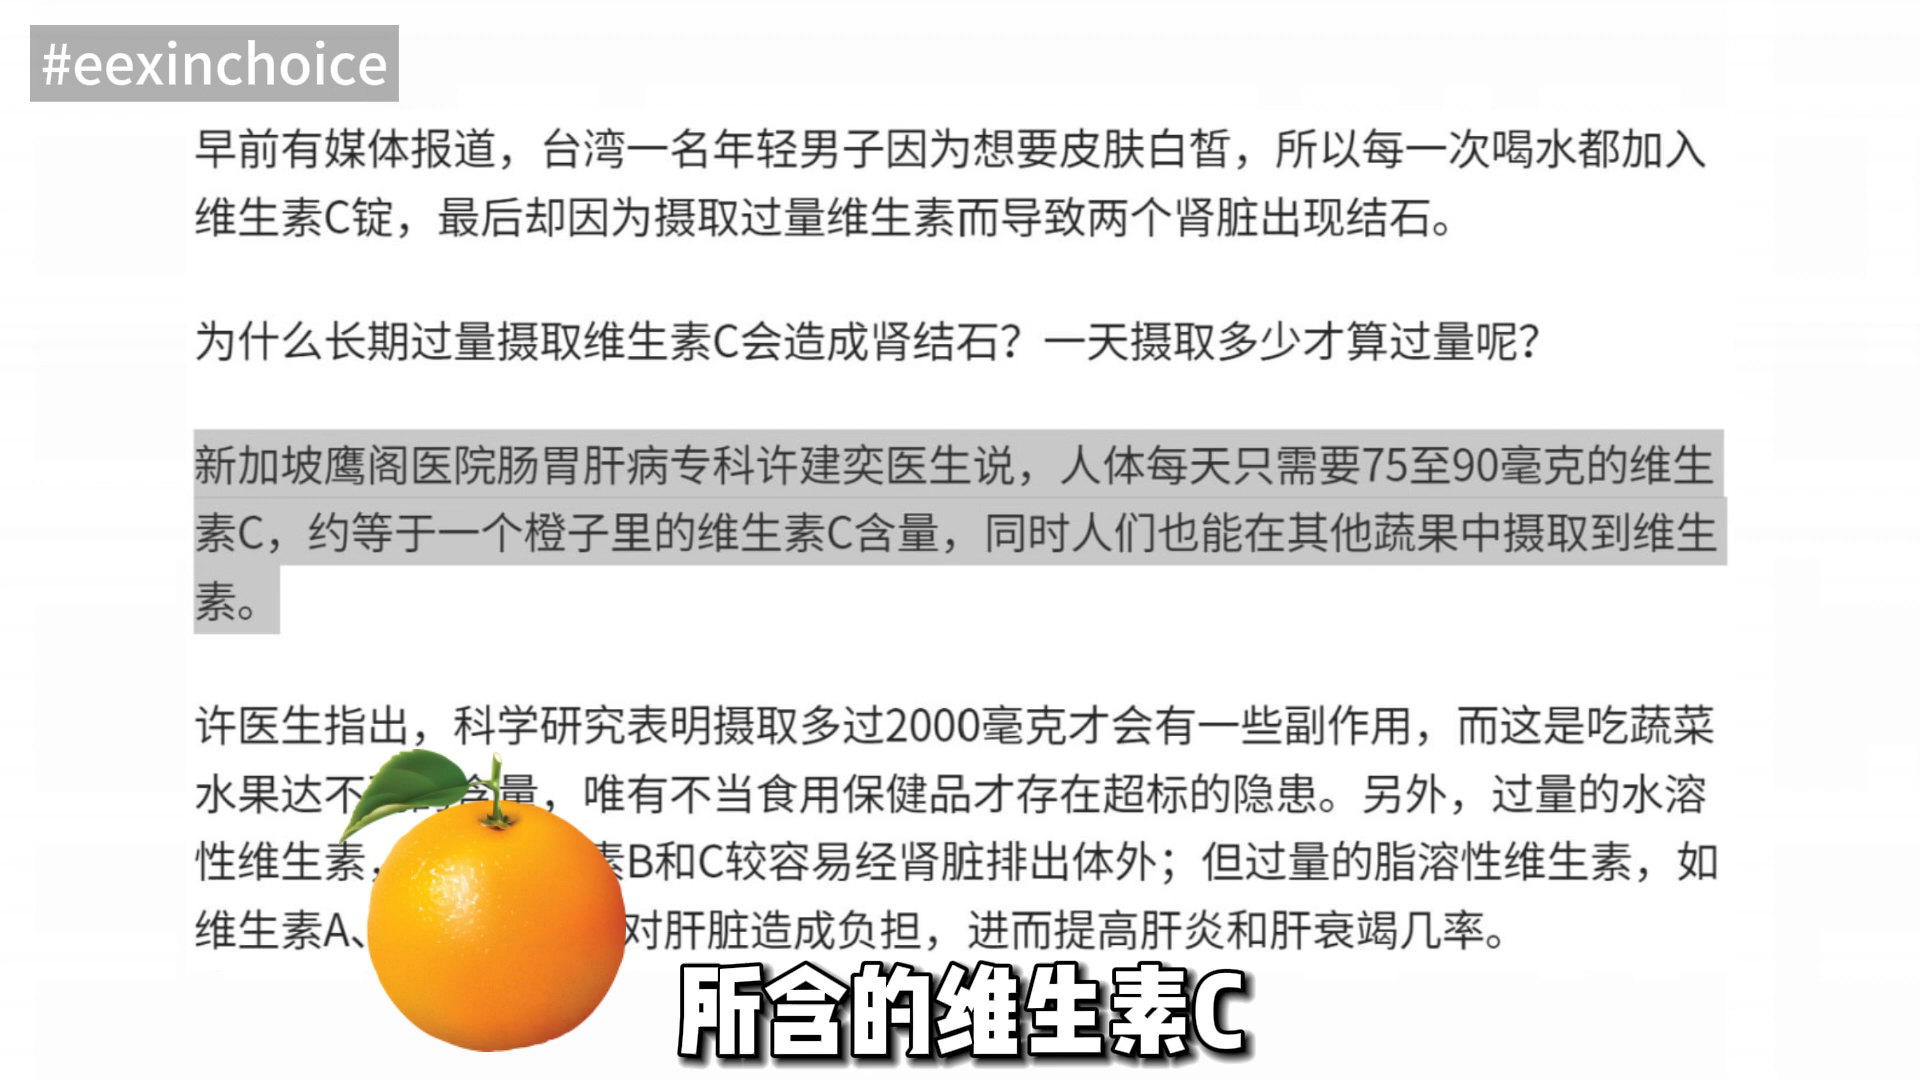 #eexinchoice
早前有媒体报道，台湾一名年轻男子因为想要皮肤白皙，所以每一次喝水都加入
维生素C锭，最后却因为摄取过量维生素而导致两个肾脏出现结石。
为什么长期过量摄取维生素C会造成肾结石？一天摄取多少才算过量呢？
新加坡鹰阁医院肠胃肝病专科许建奕医生说，人体每天只需要75至90毫克的维生
素C，约等于一个橙子里的维生素C含量，同时人们也能在其他蔬果中摄取到维生
素。
许医生指出，科学研究表明摄取多过2000毫克才会有一些副作用，而这是吃蔬菜
水果达不 含量，唯有不当食用保健品才存在超标的隐患。另外，过量的水溶
性维生素， 素B和C较容易经肾脏排出体外；但过量的脂溶性维生素，如
维生素A、 对肝脏造成负担，进而提高肝炎和肝衰竭几率。
所含的维生素C